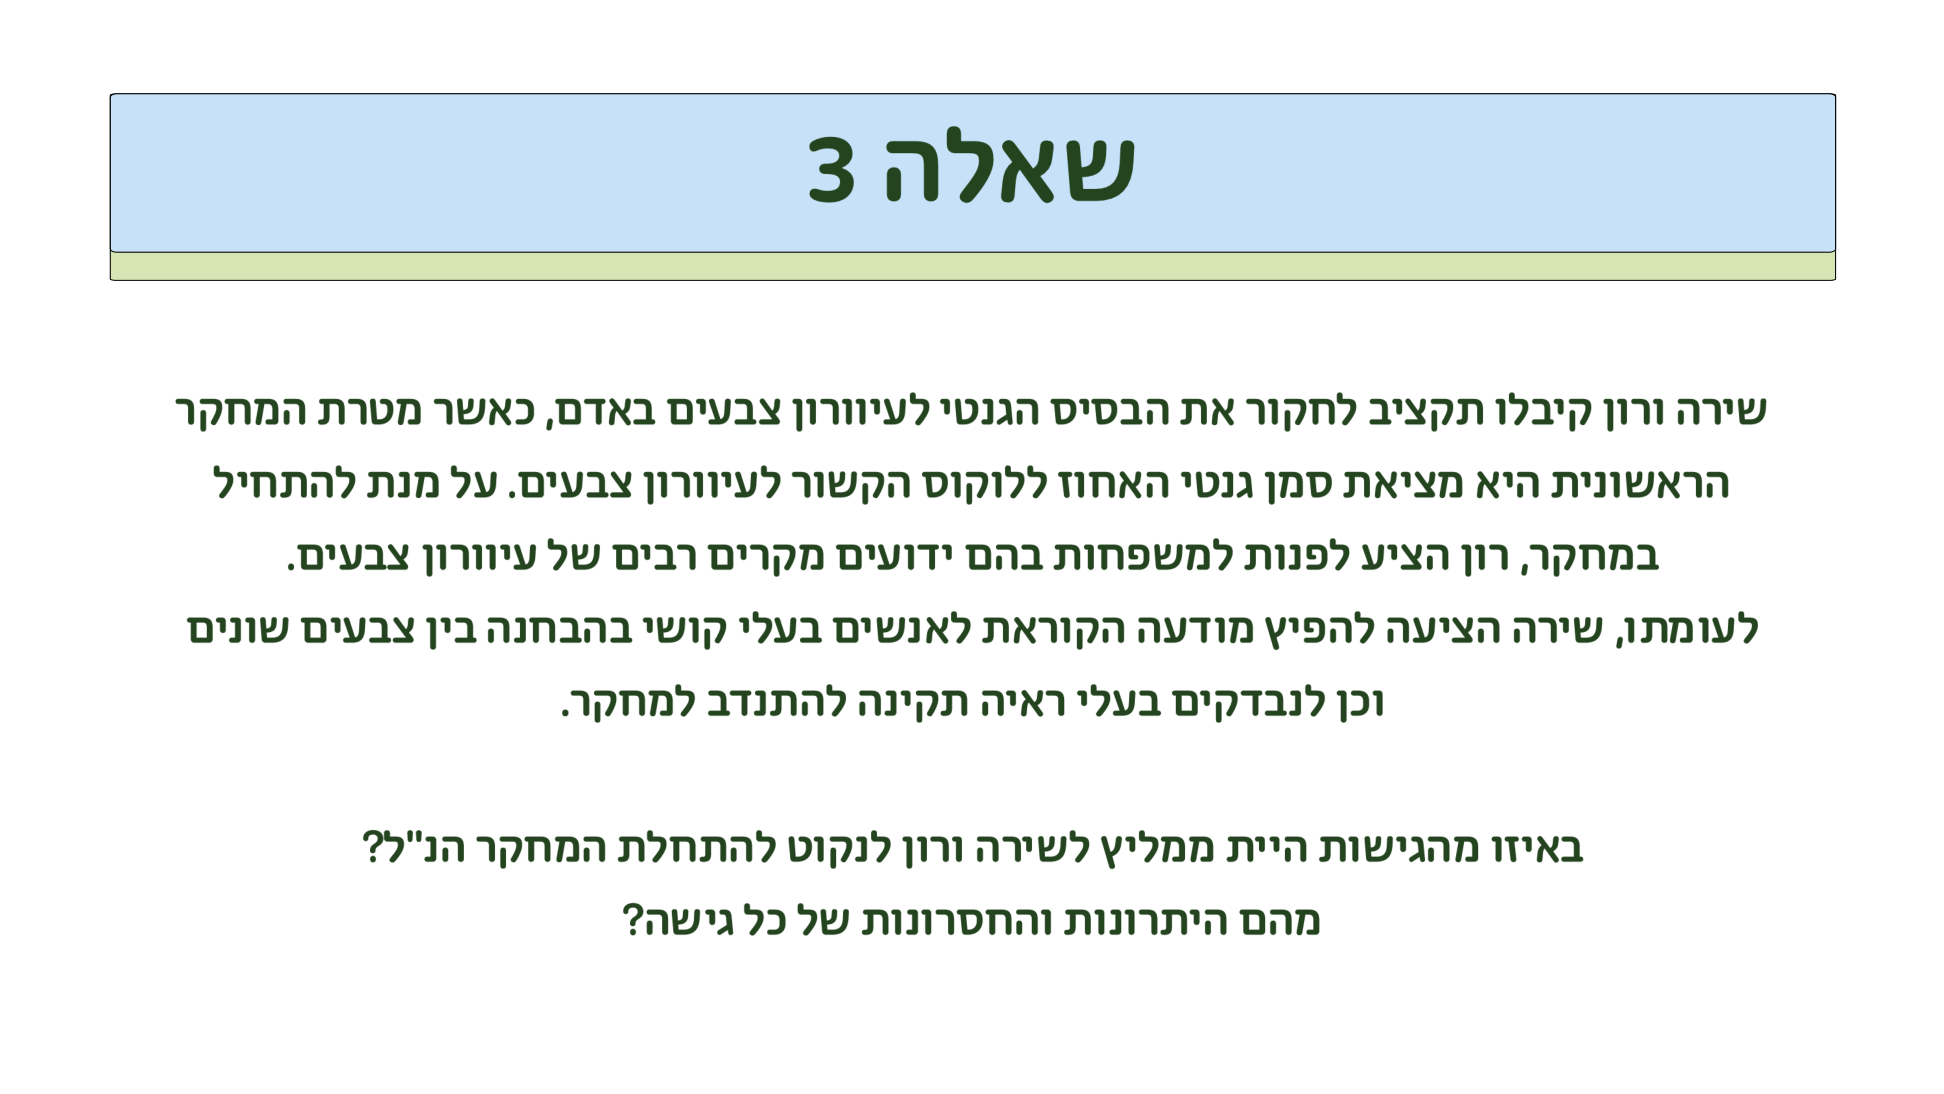 שאלה 3
שירה ורון קיבלו תקציב לחקור את הבסיס הגנטי לעיוורון צבעים באדם, כאשר מטרת המחקר
הראשונית היא מציאת סמן גנטי האחוז ללוקוס הקשור לעיוורון צבעים. על מנת להתחיל
במחקר, רון הציע לפנות למשפחות בהם ידועים מקרים רבים של עיוורון צבעים.
לעומתו, שירה הציעה להפיץ מודעה הקוראת לאנשים בעלי קושי בהבחנה בין צבעים שונים
וכן לנבדקים בעלי ראיה תקינה להתנדב למחקר.
באיזו מהגישות היית ממליץ לשירה ורון לנקוט להתחלת המחקר הנ"ל?
מהם היתרונות והחסרונות של כל גישה?